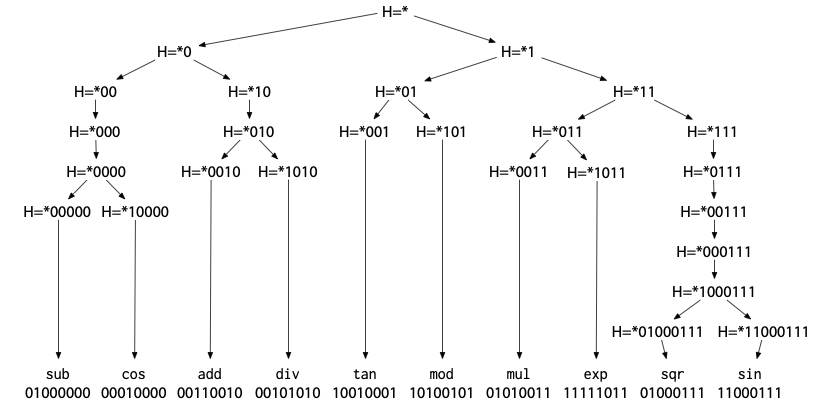 H=*
H=*0 H=*1
H=*00 H=*10 H=*01 H=*11
H=*000 H=*010 H=*001 H=*101 H=*011 H=*111
H=*0000 H=*0010 H=*1010 H=*0011 H=*1011 H=*0111
H=*00000 H=*10000 H=*00111
H=*000111
H=*1000111
H=*01000111 H=*11000111
sub cos add div tan mod mul exp sqr sin
01000000 00010000 00110010 00101010 10010001 10100101 01010011 11111011 01000111 11000111